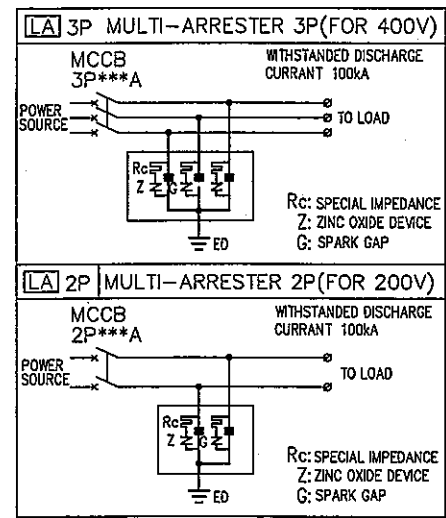 LA 3P MULTI-ARRESTER 3P(FOR 400V)
MCCB
3P***A
WITHSTANDED DISCHARGE
CURRANT 100kA
POWER
SOURCE
TO LOAD
Rc
Z G
ED
Rc: SPECIAL IMPEDANCE
Z: ZINC OXIDE DEVICE
G: SPARK GAP
LA 2P MULTI-ARRESTER 2P(FOR 200V)
MCCB
2P***A
WITHSTANDED DISCHARGE
CURRANT 100kA
POWER
SOURCE
TO LOAD
Rc
Z G
ED
Rc: SPECIAL IMPEDANCE
Z: ZINC OXIDE DEVICE
G: SPARK GAP